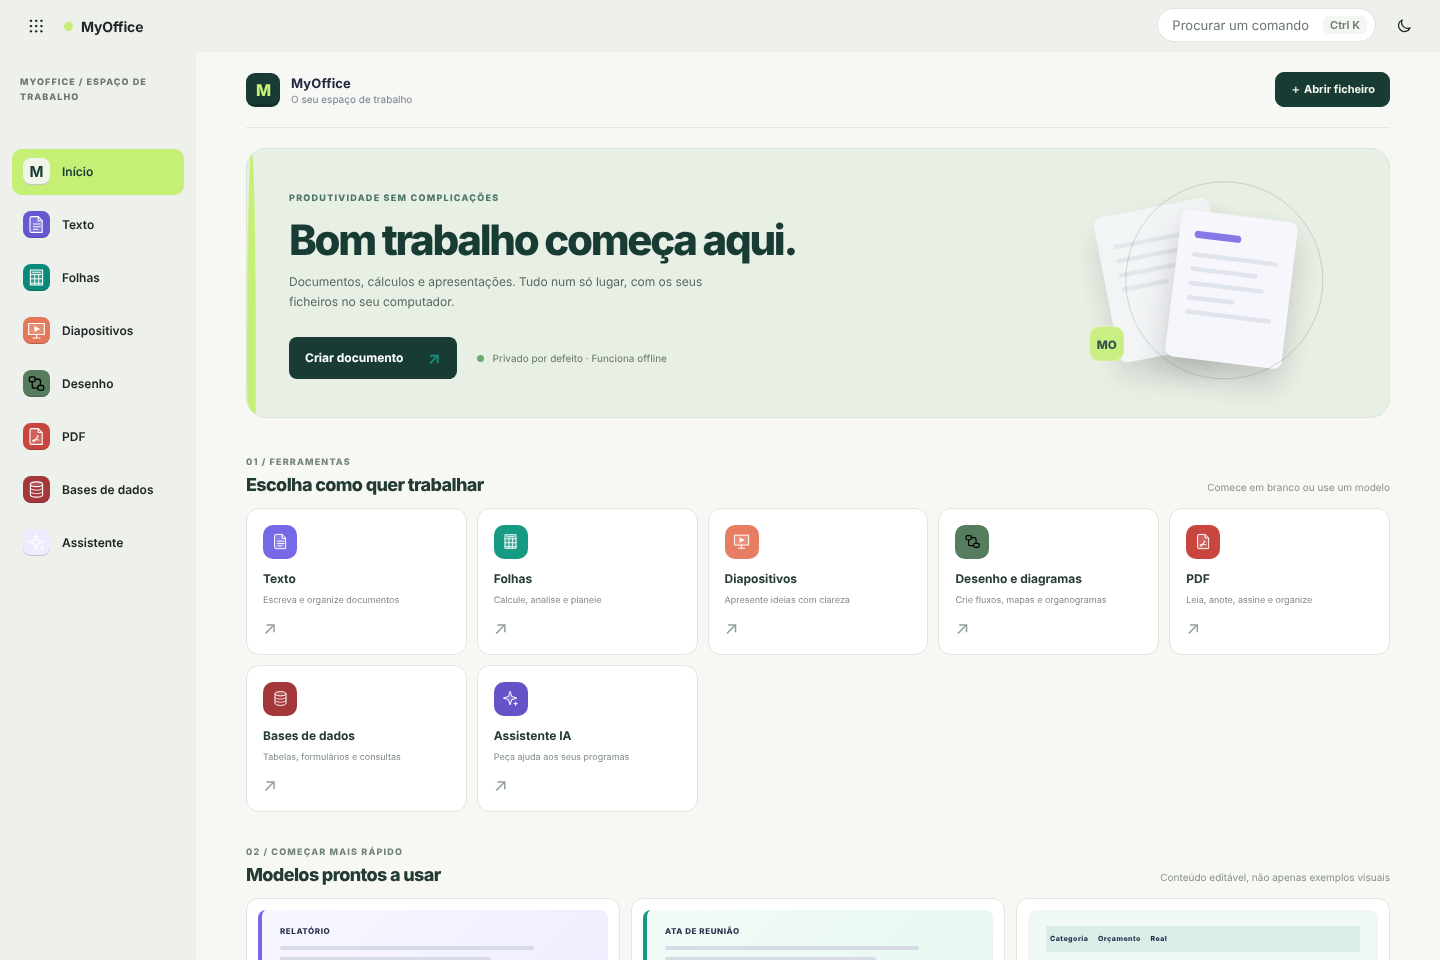 MyOffice
Procurar um comando
Ctrl K
MYOFFICE / ESPAÇO DE
TRABALHO
M
Início
Texto
Folhas
Diapositivos
Desenho
PDF
Bases de dados
Assistente
M
MyOffice
O seu espaço de trabalho
+ Abrir ficheiro
PRODUTIVIDADE SEM COMPLICAÇÕES
Bom trabalho começa aqui.
Documentos, cálculos e apresentações. Tudo num só lugar, com os seus
ficheiros no seu computador.
Criar documento
Privado por defeito · Funciona offline
MO
01 / FERRAMENTAS
Escolha como quer trabalhar
Comece em branco ou use um modelo
Texto
Escreva e organize documentos
Folhas
Calcule, analise e planeie
Diapositivos
Apresente ideias com clareza
Desenho e diagramas
Crie fluxos, mapas e organogramas
PDF
Leia, anote, assine e organize
Bases de dados
Tabelas, formulários e consultas
Assistente IA
Peça ajuda aos seus programas
02 / COMEÇAR MAIS RÁPIDO
Modelos prontos a usar
Conteúdo editável, não apenas exemplos visuais
RELATÓRIO
ATA DE REUNIÃO
Categoria Orçamento Real